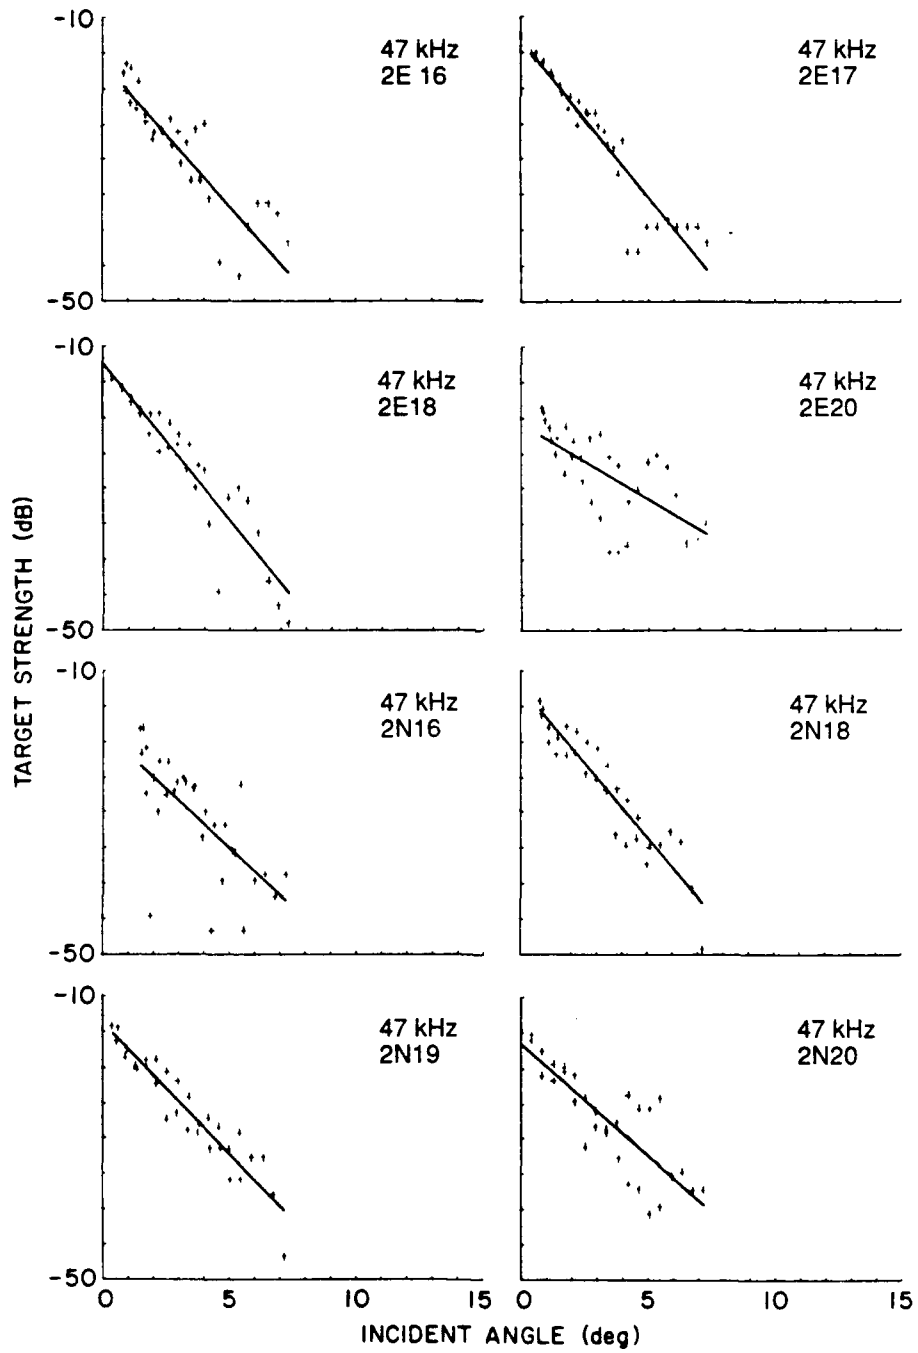 -10
47 kHz
2E 16
47 kHz
2E17
-50
-10
47 kHz
2E18
47 kHz
2E20
-50
TARGET STRENGTH (dB)
-10
47 kHz
2N16
47 kHz
2N18
-50
-10
47 kHz
2N19
47 kHz
2N20
-50
0 5 10 15 0 5 10 15
INCIDENT ANGLE (deg)